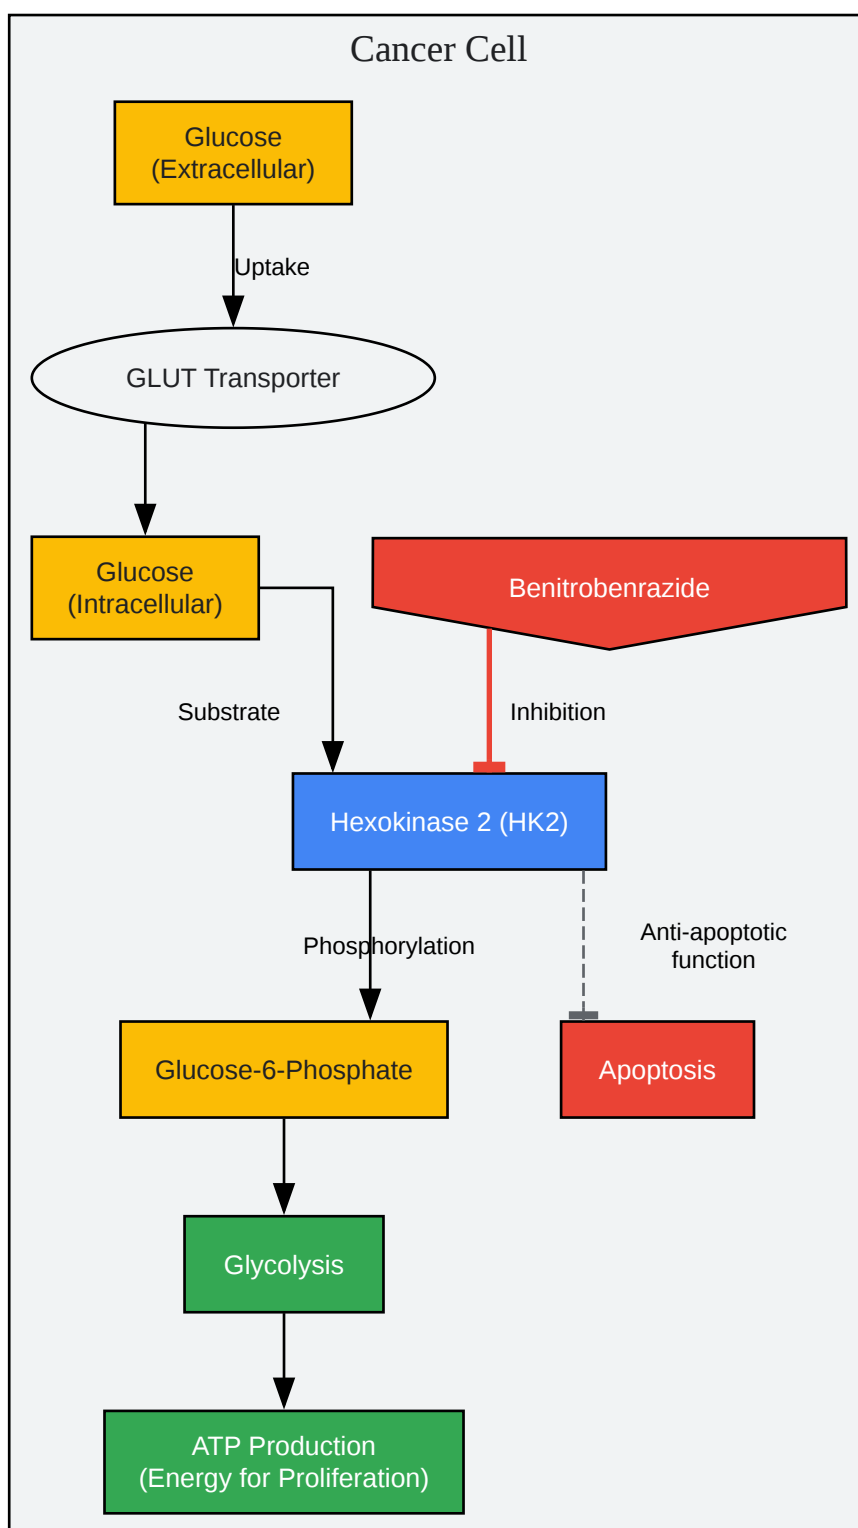 Cancer Cell
Glucose
(Extracellular)
Uptake
GLUT Transporter
Glucose
(Intracellular)
Benitrobenrazide
Substrate
Inhibition
Hexokinase 2 (HK2)
Phosphorylation
Anti-apoptotic
function
Glucose-6-Phosphate
Apoptosis
Glycolysis
ATP Production
(Energy for Proliferation)